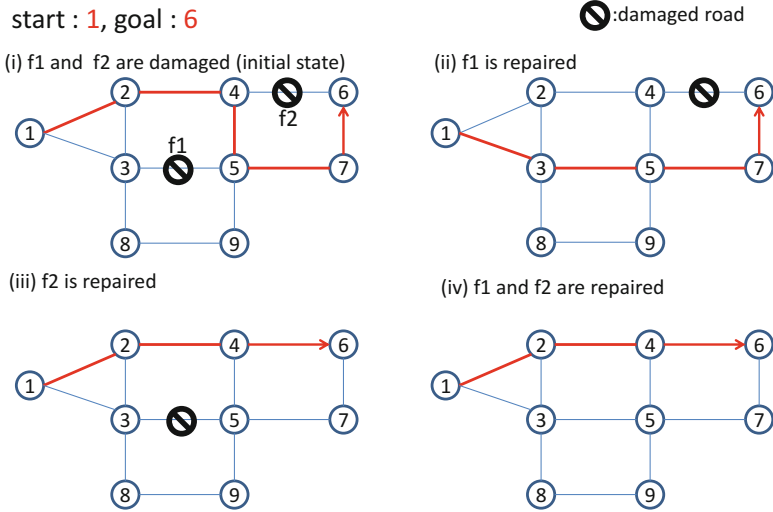 start : 1, goal : 6
:damaged road
(i) f1 and f2 are damaged (initial state)
(ii) f1 is repaired
2 4 6
f2
1
f1
3 5 7
8 9
2 4 6
1
3 5 7
8 9
(iii) f2 is repaired
(iv) f1 and f2 are repaired
2 4 6
1
3 5 7
8 9
2 4 6
1
3 5 7
8 9